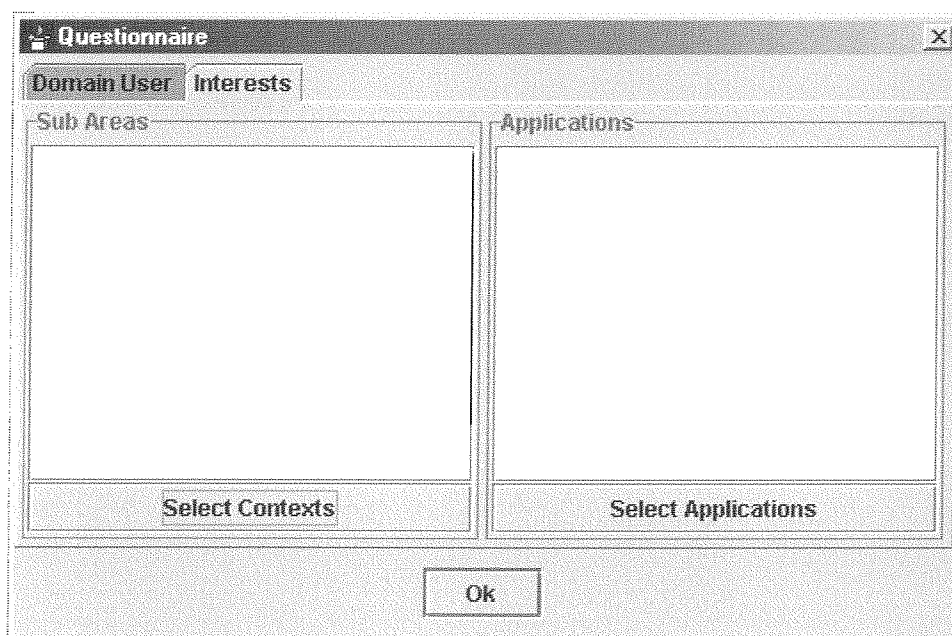 Questionnaire
Domain User Interests
Sub Areas Applications
Select Contexts Select Applications
Ok